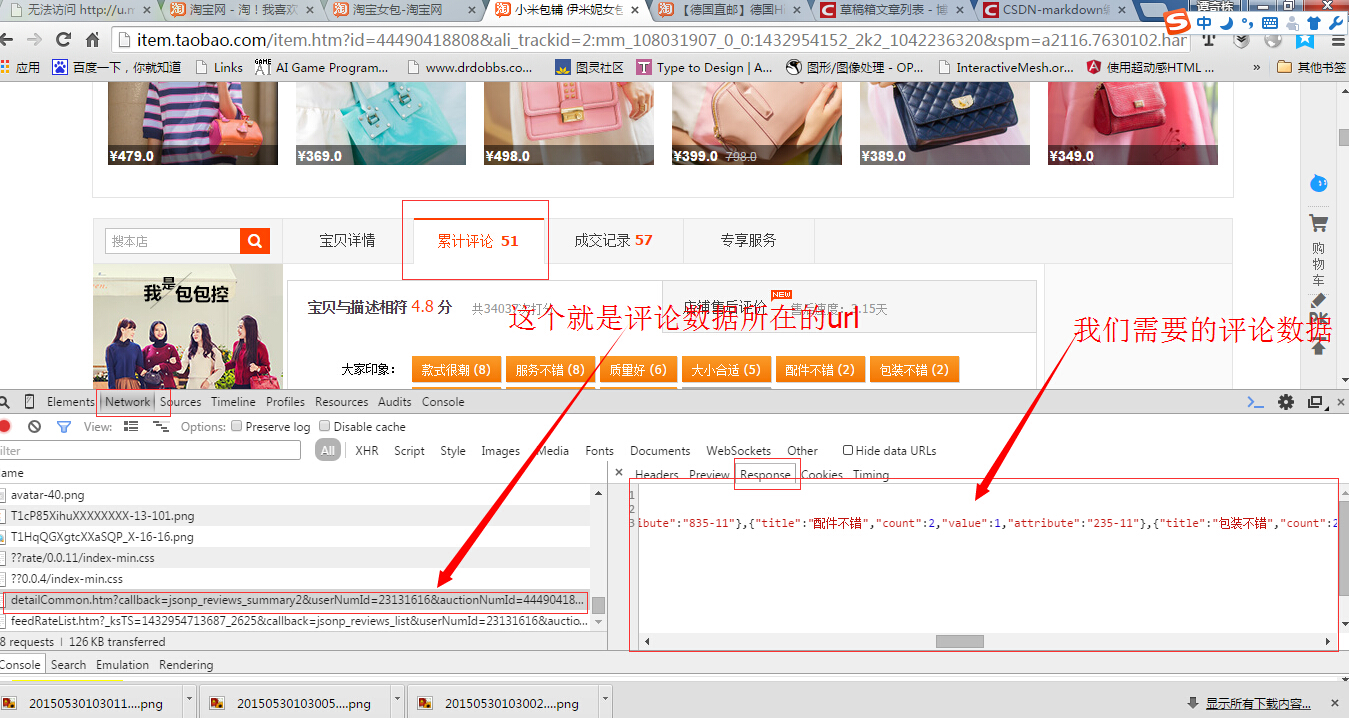 无法访问 http://u.m
淘宝网 - 淘！我喜欢
淘宝女包-淘宝网
小米包铺 伊米妮女包
【德国直邮】德国H
草稿箱文章列表 - 博
CSDN-markdown编
中
item.taobao.com/item.htm?id=44490418806&ali_trackid=2:mm_108031907_0_0:1432954152_2k2_1042236320&spm=a2116.7630102.har
应用
百度一下，你就知道
Links
AI Game Program...
www.drdobbs.co...
图灵社区
Type to Design | A...
图形/图像处理 - OP...
InteractiveMesh.or...
使用超动感HTML ...
»
其他书签
¥479.0
¥369.0
¥498.0
¥399.0 798.0
¥389.0
¥349.0
搜本店
宝贝详情
累计评论 51
成交记录 57
专享服务
我是包包控
宝贝与描述相符 4.8 分
共34037次打分
店铺售后评价
NEW
售后速度：3.15天
这个就是评论数据所在的url
我们需要的评论数据
大家印象：
款式很潮 (8)
服务不错 (8)
质量好 (6)
大小合适 (5)
配件不错 (2)
包装不错 (2)
购物车
Elements Network Sources Timeline Profiles Resources Audits Console
View: Options: Preserve log Disable cache
ilter
All XHR Script Style Images Media Fonts Documents WebSockets Other Hide data URLs
ame
Headers Preview Response Cookies Timing
avatar-40.png
T1cP85XihuXXXXXXXX-13-101.png
T1HqQGXgtcXXaSQP_X-16-16.png
??rate/0.0.11/index-min.css
??0.0.4/index-min.css
detailCommon.htm?callback=jsonp_reviews_summary2&userNumId=23131616&auctionNumId=44490418...
feedRateList.htm?_ksTS=1432954713687_2625&callback=jsonp_reviews_list&userNumId=23131616&auctio...
1
2
3 ibute":"835-11"},{"title":"配件不错","count":2,"value":1,"attribute":"235-11"},{"title":"包装不错","count":2
8 requests | 126 KB transferred
Console Search Emulation Rendering
20150530103011....png
20150530103005....png
20150530103002....png
显示所有下载内容...